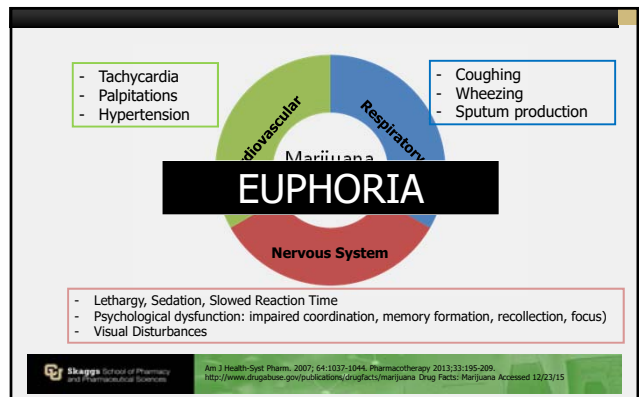 - Tachycardia
- Palpitations
- Hypertension
- Coughing
- Wheezing
- Sputum production
Respiratory
Marijuana
EUPHORIA
Nervous System
- Lethargy, Sedation, Slowed Reaction Time
- Psychological dysfunction: impaired coordination, memory formation, recollection, focus)
- Visual Disturbances
Skaggs School of Pharmacy
and Pharmaceutical Sciences
Am J Health-Syst Pharm. 2007; 64:1037-1044. Pharmacotherapy 2013;33:195-209.
http://www.drugabuse.gov/publications/drugfacts/marijuana Drug Facts: Marijuana Accessed 12/23/15